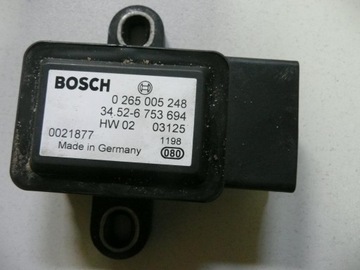 BOSCH
0 265 005 248
34.52-6 753 694
HW 02 03125
0021877 1198
Made in Germany 080